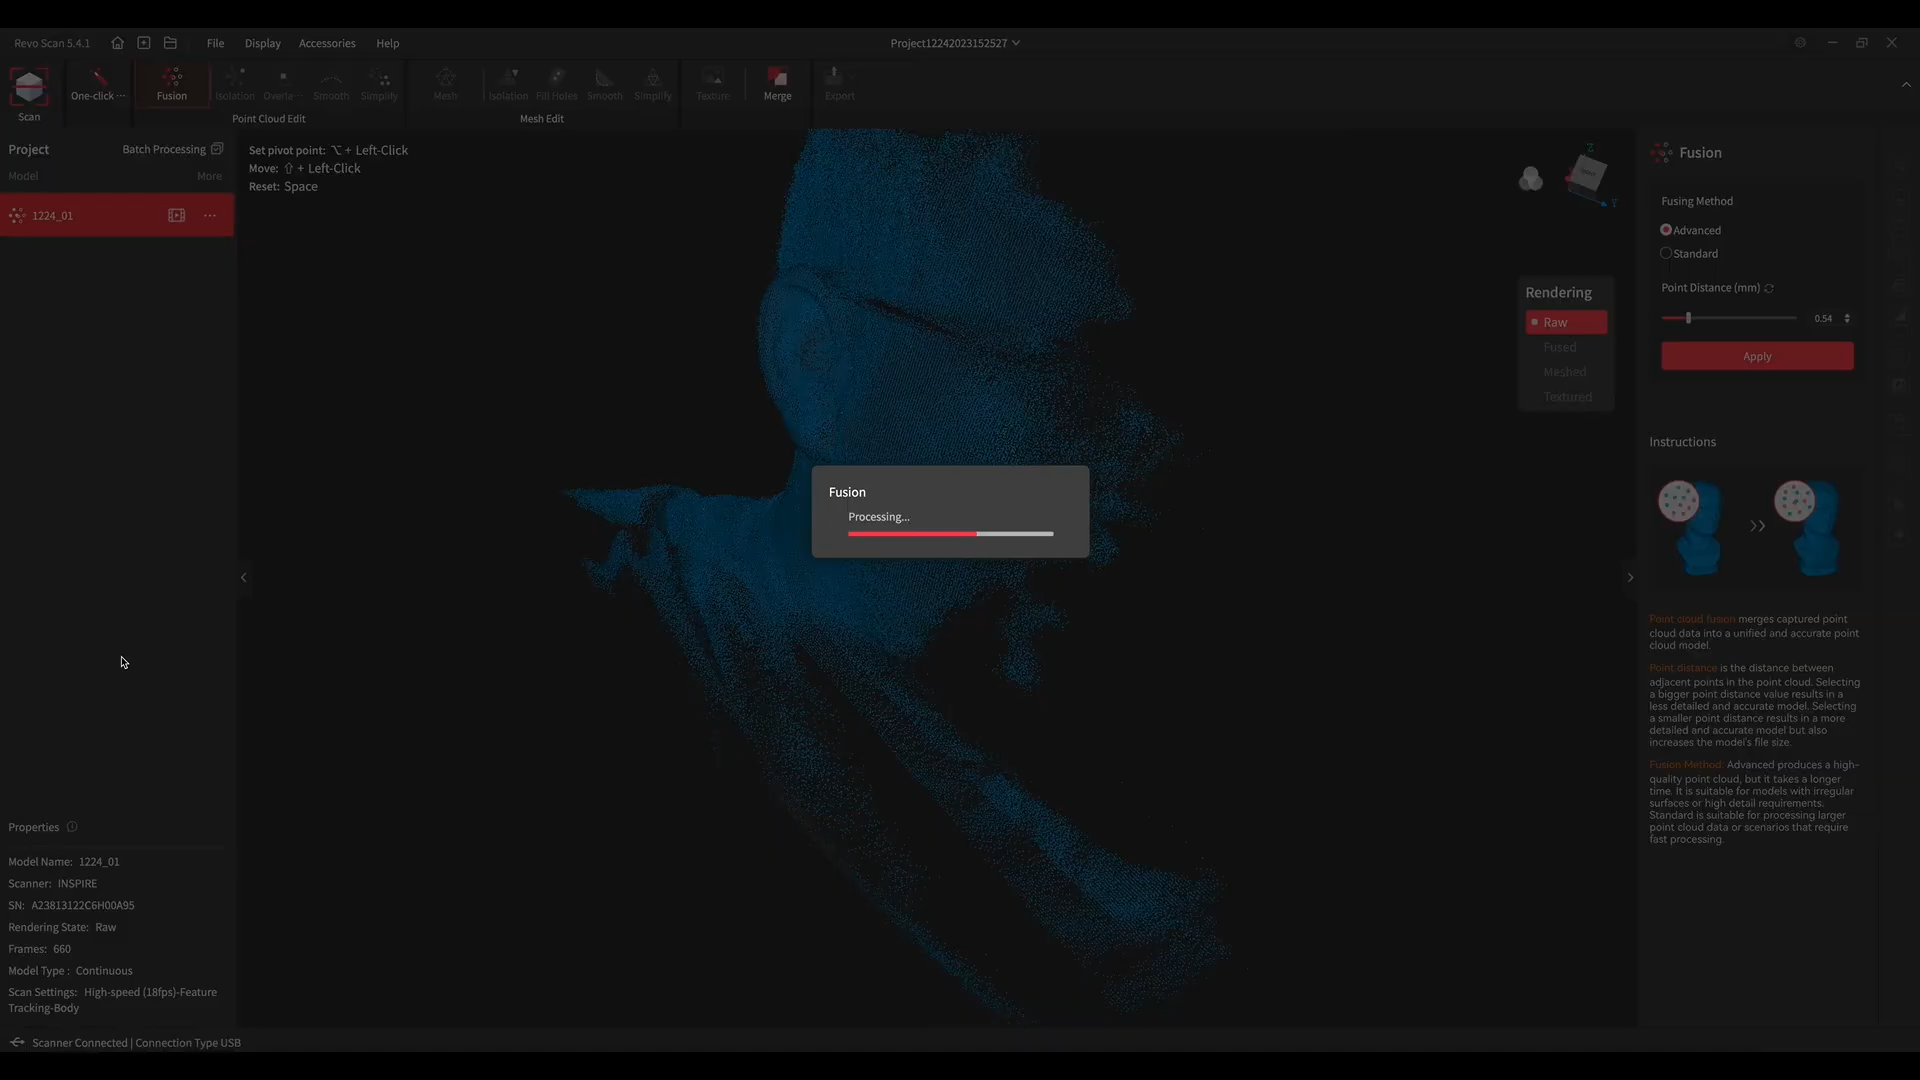 Revo Scan 5.4.1
File
Display
Accessories
Help
Project12242023152527
Scan
One-click ···
Fusion
Isolation
Overla···
Smooth
Simplify
Point Cloud Edit
Mesh
Isolation
Fill Holes
Smooth
Simplify
Mesh Edit
Texture
Merge
Export
Project
Batch Processing
Model
More
1224_01
Set pivot point: ⌥ + Left-Click
Move: ⇧ + Left-Click
Reset: Space
Z
Y
Rendering
Raw
Fused
Meshed
Textured
Fusion
Processing...
Fusion
Fusing Method
Advanced
Standard
Point Distance (mm)
0.54
Apply
Instructions
Point cloud fusion merges captured point
cloud data into a unified and accurate point
cloud model.
Point distance is the distance between
adjacent points in the point cloud. Selecting
a bigger point distance value results in a
less detailed and accurate model. Selecting
a smaller point distance results in a more
detailed and accurate model but also
increases the model's file size.
Fusion Method: Advanced produces a high-
quality point cloud, but it takes a longer
time. It is suitable for models with irregular
surfaces or high detail requirements.
Standard is suitable for processing larger
point cloud data or scenarios that require
fast processing.
Properties
Model Name: 1224_01
Scanner: INSPIRE
SN: A23813122C6H00A95
Rendering State: Raw
Frames: 660
Model Type : Continuous
Scan Settings: High-speed (18fps)-Feature
Tracking-Body
Scanner Connected | Connection Type USB